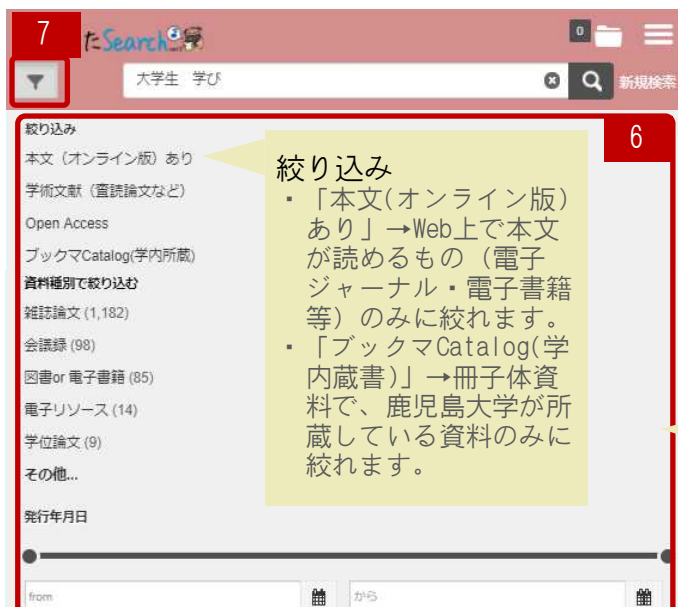 7
たSearch
0
大学生 学び
新規検索
6
絞り込み
本文（オンライン版）あり
学術文献（査読論文など）
Open Access
ブックマCatalog(学内所蔵)
資料種別で絞り込む
雑誌論文 (1,182)
会議録 (98)
図書or 電子書籍 (85)
電子リソース (14)
学位論文 (9)
その他...
発行年月日
from
から
絞り込み
・「本文(オンライン版)
あり」→Web上で本文
が読めるもの（電子
ジャーナル・電子書籍
等）のみに絞れます。
・「ブックマCatalog(学
内蔵書)」→冊子体資
料で、鹿児島大学が所
蔵している資料のみに
絞れます。